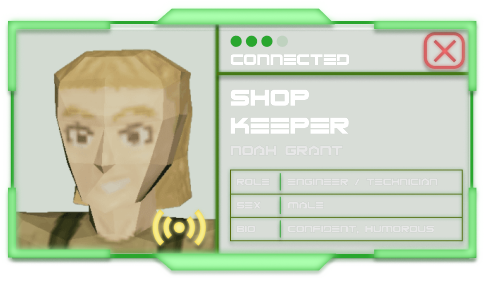 CONNECTED
SHOP
KEEPER
NOAH GRANT
ROLE ENGINEER / TECHNICIAN
SEX MALE
BIO CONFIDENT, HUMOROUS